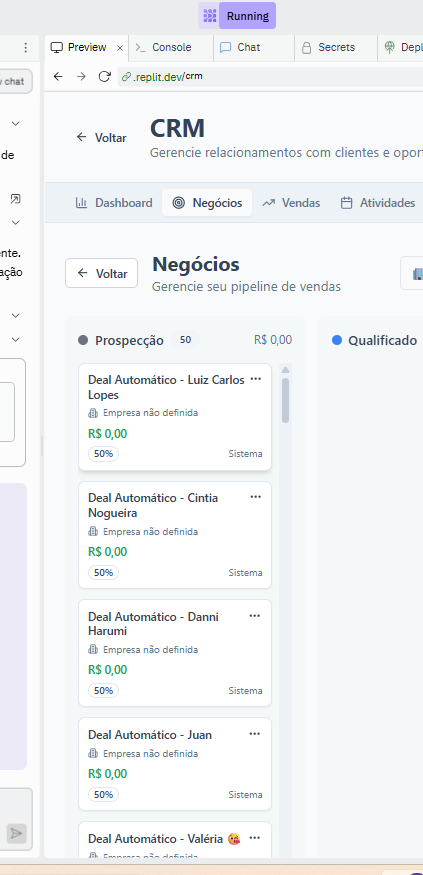 Running
Preview
Console
Chat
Secrets
.replit.dev/crm
chat
de
nte.
ação
Voltar
CRM
Gerencie relacionamentos com clientes e oport
Dashboard
Negócios
Vendas
Atividades
Voltar
Negócios
Gerencie seu pipeline de vendas
Prospecção 50 R$ 0,00
Qualificado
Deal Automático - Luiz Carlos
Lopes
Empresa não definida
R$ 0,00
50%
Sistema
Deal Automático - Cintia
Nogueira
Empresa não definida
R$ 0,00
50%
Sistema
Deal Automático - Danni
Harumi
Empresa não definida
R$ 0,00
50%
Sistema
Deal Automático - Juan
Empresa não definida
R$ 0,00
50%
Sistema
Deal Automático - Valéria 😘
Empresa não definida